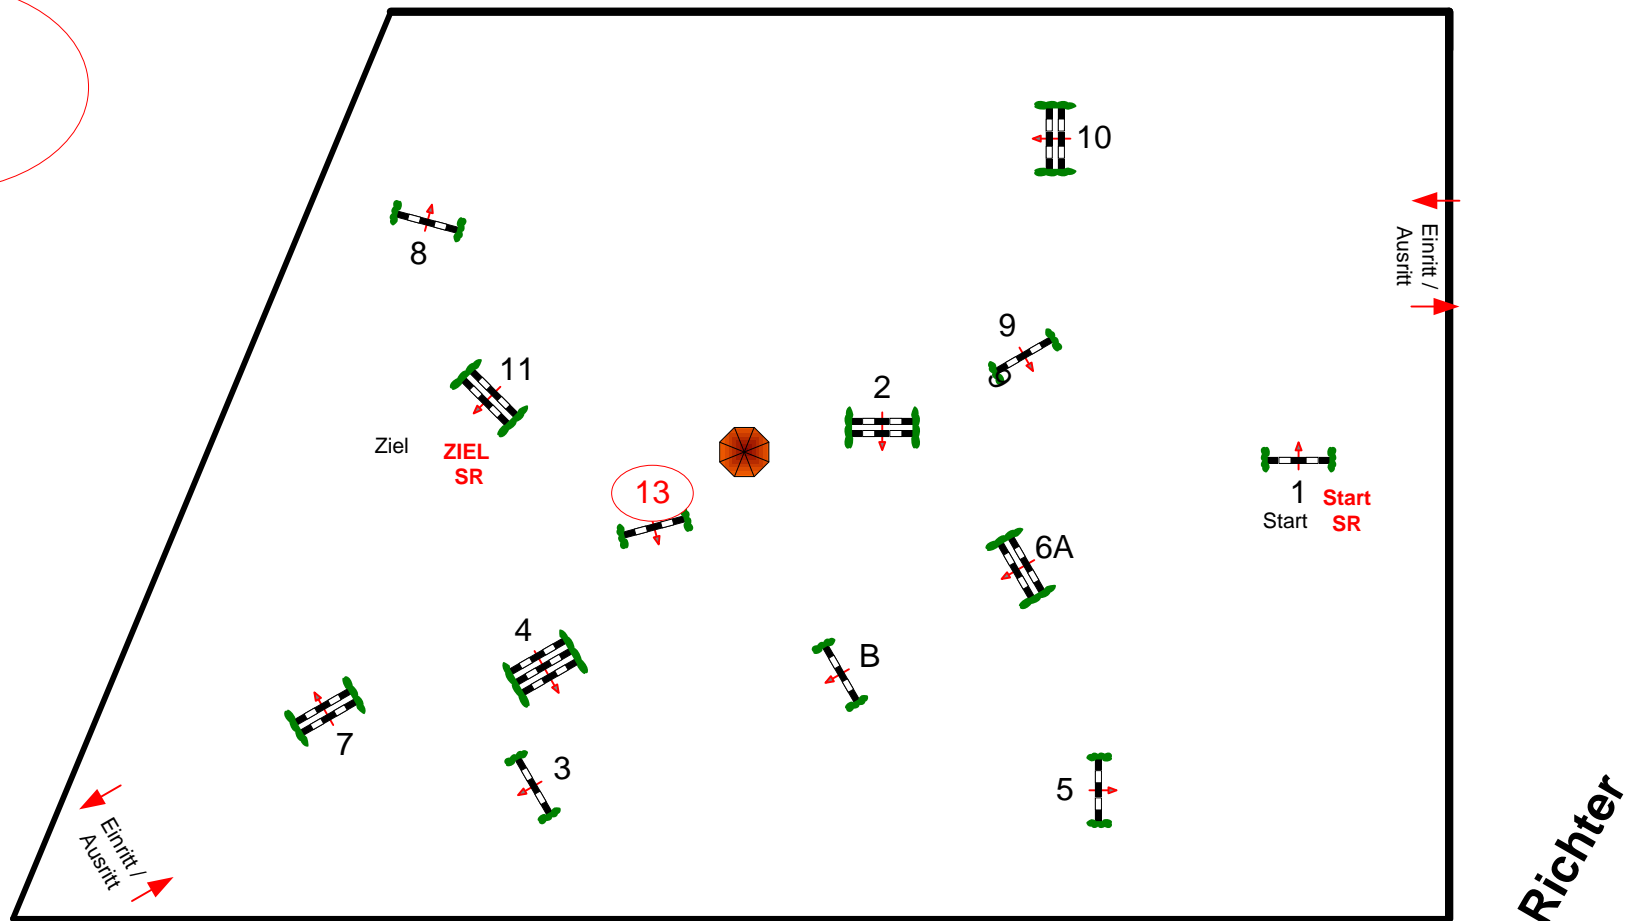 10
Einritt /
Ausritt
8
9
9
11
2
Ziel
ZIEL
SR
13
1
Start
Start
SR
6A
4
B
7
3
5
Einritt /
Ausritt
Richter